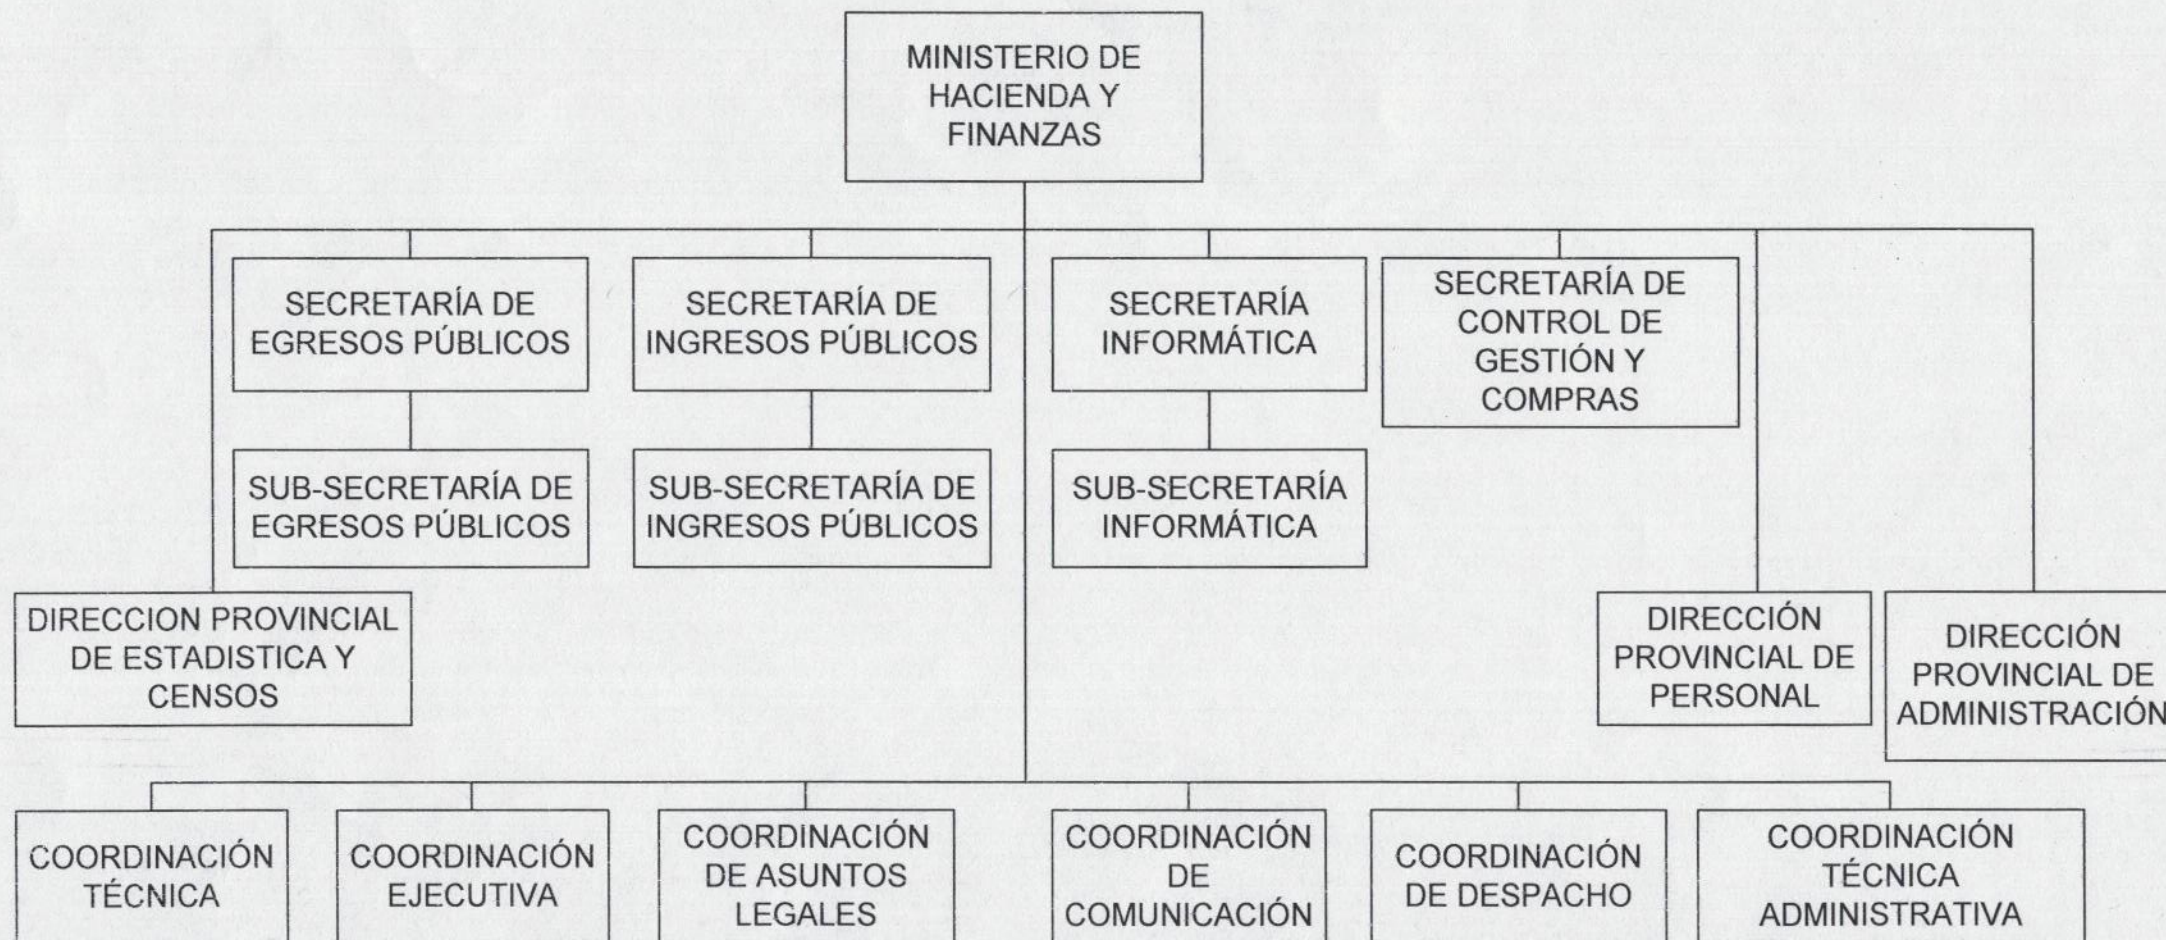 MINISTERIO DE
HACIENDA Y
FINANZAS
SECRETARÍA DE
EGRESOS PÚBLICOS
SECRETARÍA DE
INGRESOS PÚBLICOS
SECRETARÍA
INFORMÁTICA
SECRETARÍA DE
CONTROL DE
GESTIÓN Y
COMPRAS
SUB-SECRETARÍA DE
EGRESOS PÚBLICOS
SUB-SECRETARÍA DE
INGRESOS PÚBLICOS
SUB-SECRETARÍA
INFORMÁTICA
DIRECCION PROVINCIAL
DE ESTADISTICA Y
CENSOS
DIRECCIÓN
PROVINCIAL DE
PERSONAL
DIRECCIÓN
PROVINCIAL DE
ADMINISTRACIÓN
COORDINACIÓN
TÉCNICA
COORDINACIÓN
EJECUTIVA
COORDINACIÓN
DE ASUNTOS
LEGALES
COORDINACIÓN
DE
COMUNICACIÓN
COORDINACIÓN
DE DESPACHO
COORDINACIÓN
TÉCNICA
ADMINISTRATIVA